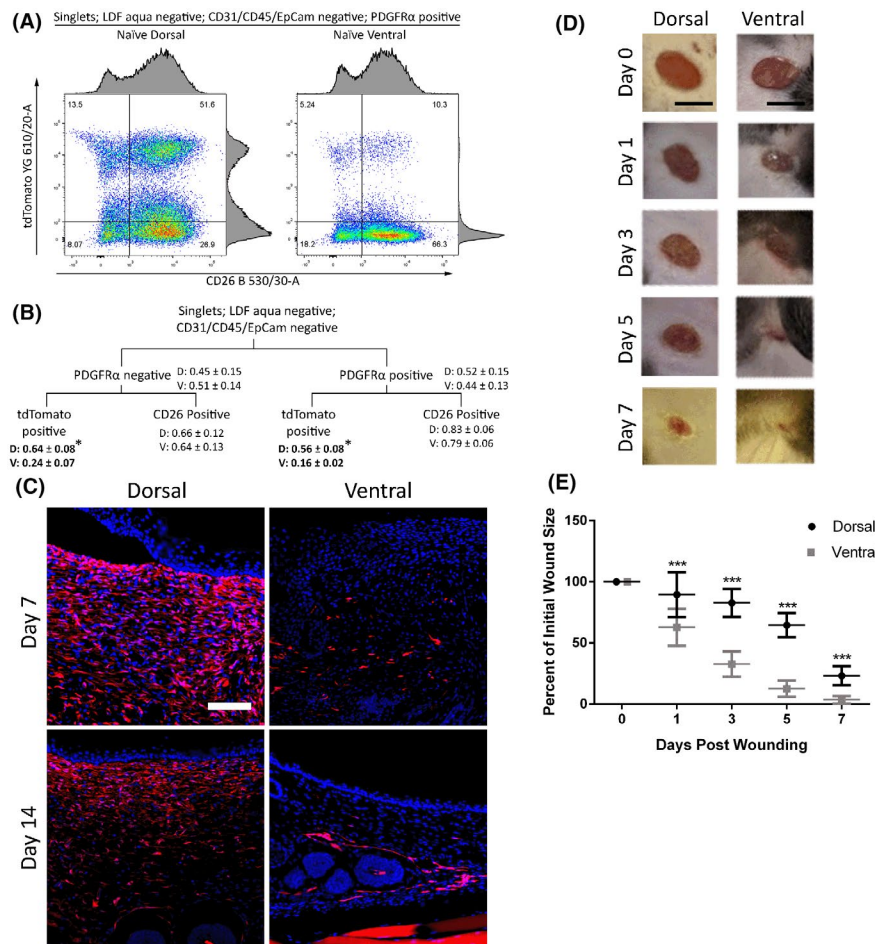 (A)
Singlets; LDF aqua negative; CD31/CD45/EpCam negative; PDGFRα positive
Naïve Dorsal
Naïve Ventral
13.5
51.6
8.07
26.9
5.24
10.3
18.2
66.3
tdTomato YG 610/20-A
CD26 B 530/30-A
(B)
Singlets; LDF aqua negative;
CD31/CD45/EpCam negative
PDGFRα negative
D: 0.45 ± 0.15
V: 0.51 ± 0.14
PDGFRα positive
D: 0.52 ± 0.15
V: 0.44 ± 0.13
tdTomato
positive
D: 0.64 ± 0.08*
V: 0.24 ± 0.07
CD26 Positive
D: 0.66 ± 0.12
V: 0.64 ± 0.13
tdTomato
positive
D: 0.56 ± 0.08*
V: 0.16 ± 0.02
CD26 Positive
D: 0.83 ± 0.06
V: 0.79 ± 0.06
(C)
Dorsal
Ventral
Day 7
Day 14
(D)
Dorsal
Ventral
Day 0
Day 1
Day 3
Day 5
Day 7
(E)
Percent of Initial Wound Size
150
100
50
0
***
***
***
***
Dorsal
Ventra
0
1
3
5
7
Days Post Wounding